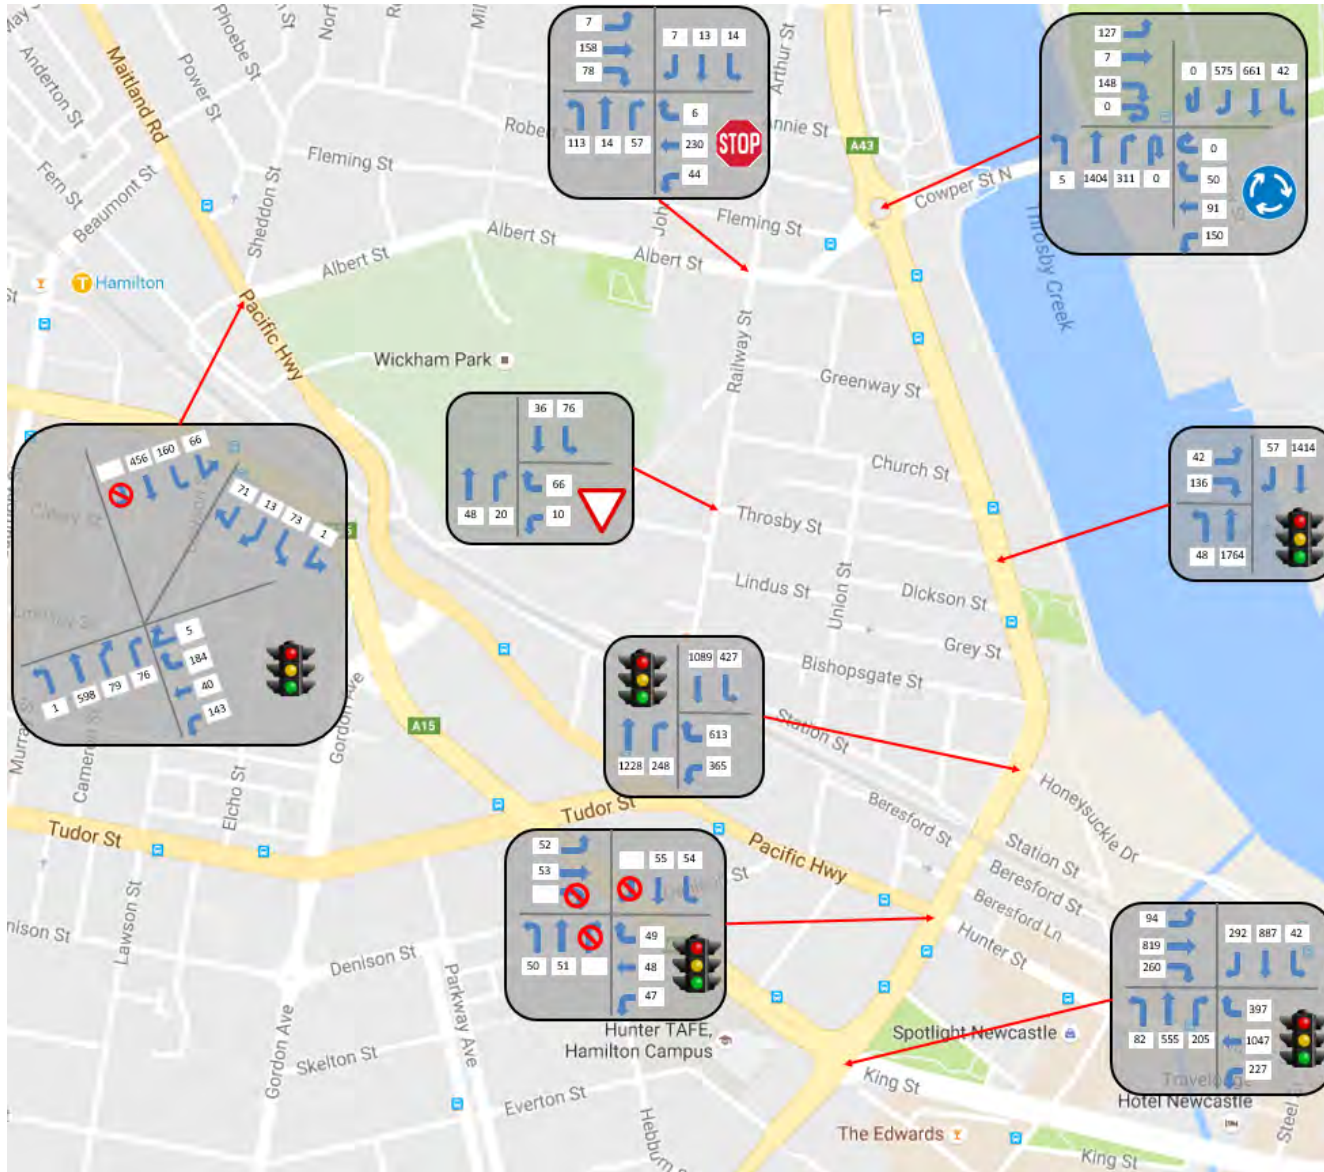 Maitland Rd
Anderton St
Power St
Phoebe St
Fern St
Beaumont St
Sheddon St
Hamilton
Albert St
Pacific Hwy
Wickham Park
Fleming St
Albert St
Albert St
Fleming St
Railway St
Arthur St
Annie St
A43
Cowper St N
Throsby Creek
Greenway St
Church St
Throsby St
Lindus St
Union St
Dickson St
Grey St
Bishopsgate St
Station St
Beresford St
Honeysuckle Dr
Station St
Beresford St
Beresford Ln
Hunter St
Pacific Hwy
Tudor St
Tudor St
A15
Gordon Ave
Cameron St
Elcho St
Lawson St
Denison St
Parkway Ave
Gordon Ave
Skelton St
Everton St
Hunter TAFE,
Hamilton Campus
Spotlight Newcastle
King St
The Edwards
King St
Hotel Newcastle
7
158
78
7 13 14
113 14 57
6
230
44
STOP
127
7
148
0
0 575 661 42
5 1404 311 0
0
50
91
150
456 160 66
71 13 73 1
1 598 79 76
5
184
40
143
36 76
48 20
66
10
42
136
57 1414
48 1764
1089 427
1228 248
613
365
52
53
55 54
50 51
49
48
47
94
819
260
292 887 42
82 555 205
397
1047
227